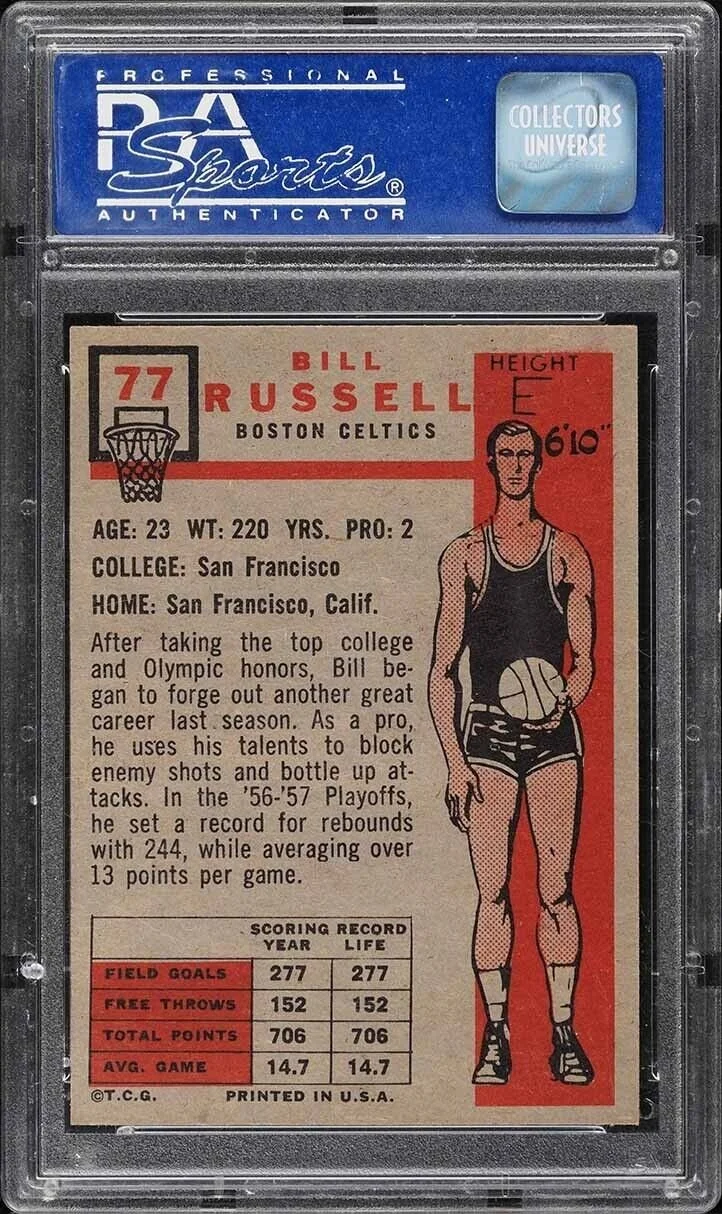 PROFESSIONAL
PSA
Sports®
AUTHENTICATOR
COLLECTORS
UNIVERSE
77
BILL
RUSSELL
BOSTON CELTICS
HEIGHT
E
6'10"
AGE: 23 WT: 220 YRS. PRO: 2
COLLEGE: San Francisco
HOME: San Francisco, Calif.
After taking the top college
and Olympic honors, Bill be-
gan to forge out another great
career last season. As a pro,
he uses his talents to block
enemy shots and bottle up at-
tacks. In the '56-'57 Playoffs,
he set a record for rebounds
with 244, while averaging over
13 points per game.
SCORING RECORD
YEAR LIFE
FIELD GOALS 277 277
FREE THROWS 152 152
TOTAL POINTS 706 706
AVG. GAME 14.7 14.7
©T.C.G. PRINTED IN U.S.A.